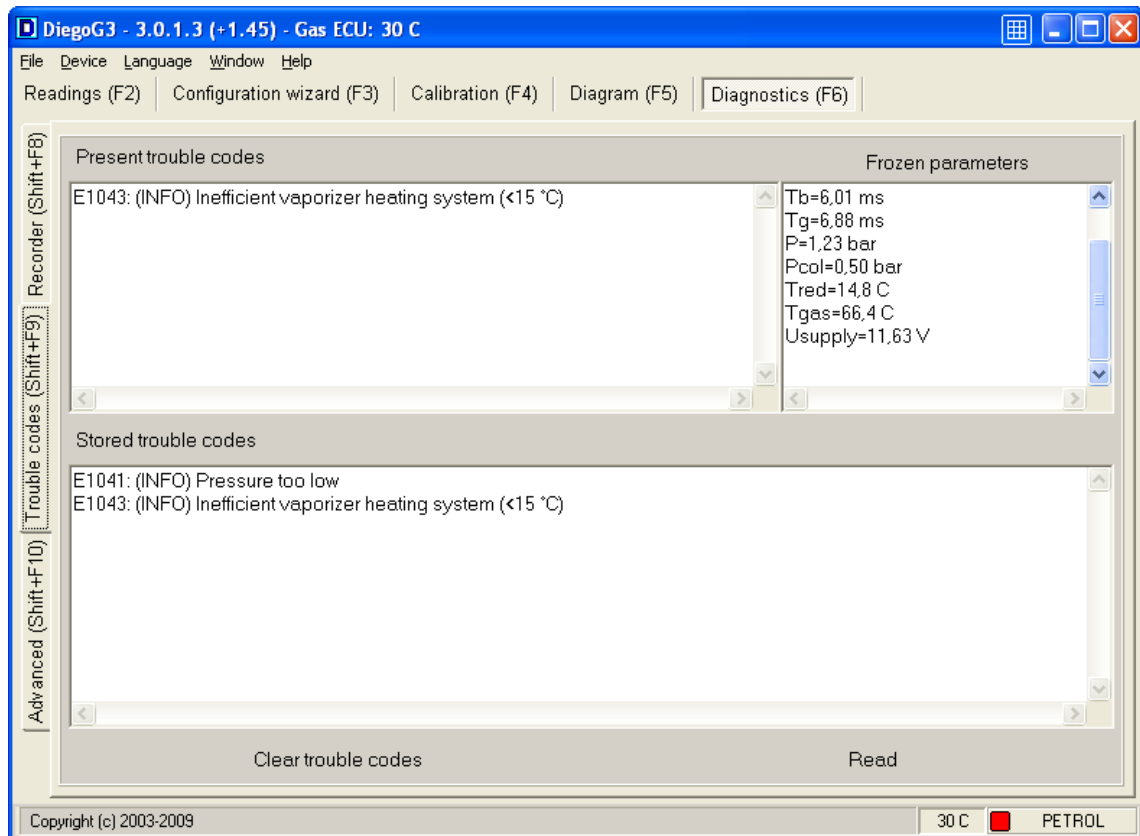 DiegoG3 - 3.0.1.3 (+1.45) - Gas ECU: 30 C
File Device Language Window Help
Readings (F2) Configuration wizard (F3) Calibration (F4) Diagram (F5) Diagnostics (F6)
Recorder (Shift+F8)
Trouble codes (Shift+F9)
Advanced (Shift+F10)
Present trouble codes
E1043: (INFO) Inefficient vaporizer heating system (<15 °C)
Frozen parameters
Tb=6,01 ms
Tg=6,88 ms
P=1,23 bar
Pcol=0,50 bar
Tred=14,8 C
Tgas=66,4 C
Usupply=11,63 V
Stored trouble codes
E1041: (INFO) Pressure too low
E1043: (INFO) Inefficient vaporizer heating system (<15 °C)
Clear trouble codes Read
Copyright (c) 2003-2009 30 C PETROL